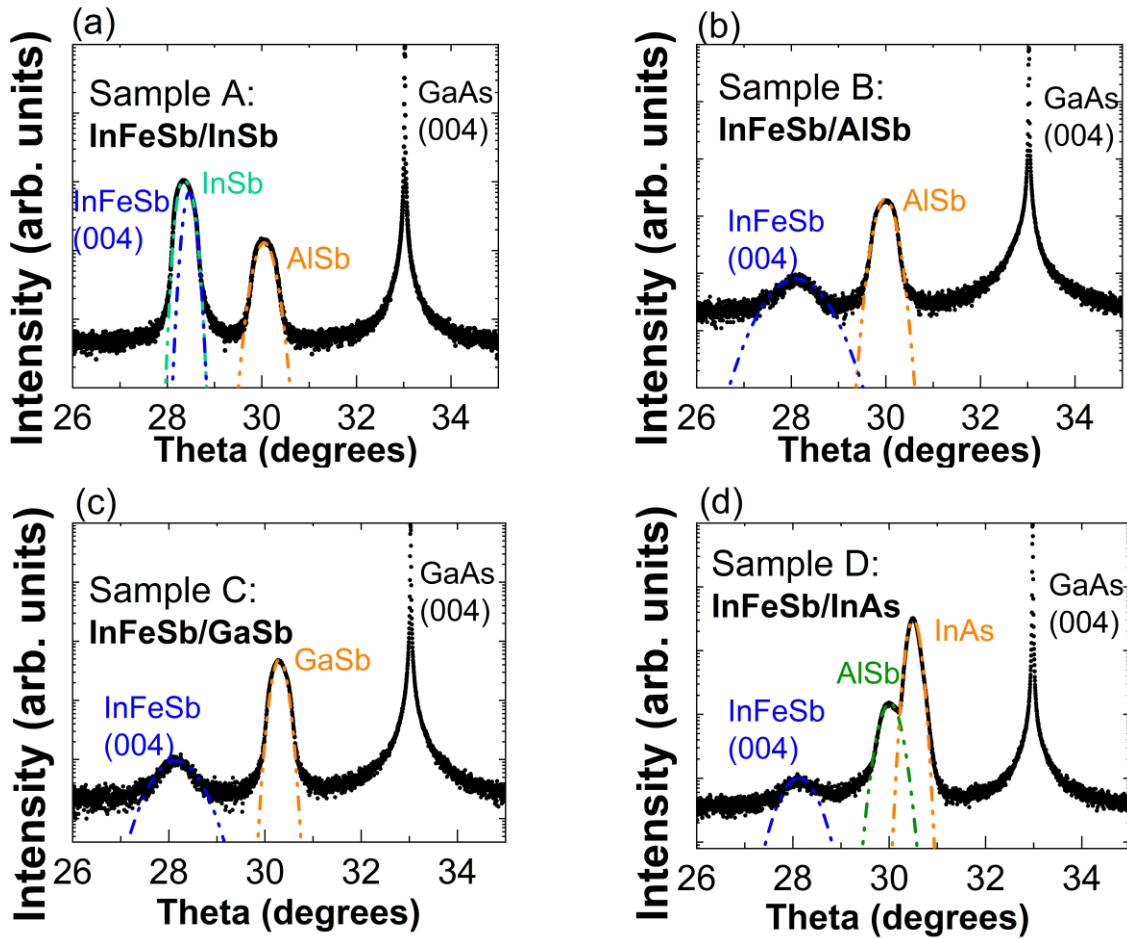 (a)
Intensity (arb. units)
Sample A:
InFeSb/InSb
GaAs
(004)
InSb
InFeSb
(004)
AlSb
26 28 30 32 34
Theta (degrees)
(b)
Intensity (arb. units)
Sample B:
InFeSb/AlSb
GaAs
(004)
AlSb
InFeSb
(004)
26 28 30 32 34
Theta (degrees)
(c)
Intensity (arb. units)
Sample C:
InFeSb/GaSb
GaAs
(004)
GaSb
InFeSb
(004)
26 28 30 32 34
Theta (degrees)
(d)
Intensity (arb. units)
Sample D:
InFeSb/InAs
GaAs
(004)
InAs
AlSb
InFeSb
(004)
26 28 30 32 34
Theta (degrees)